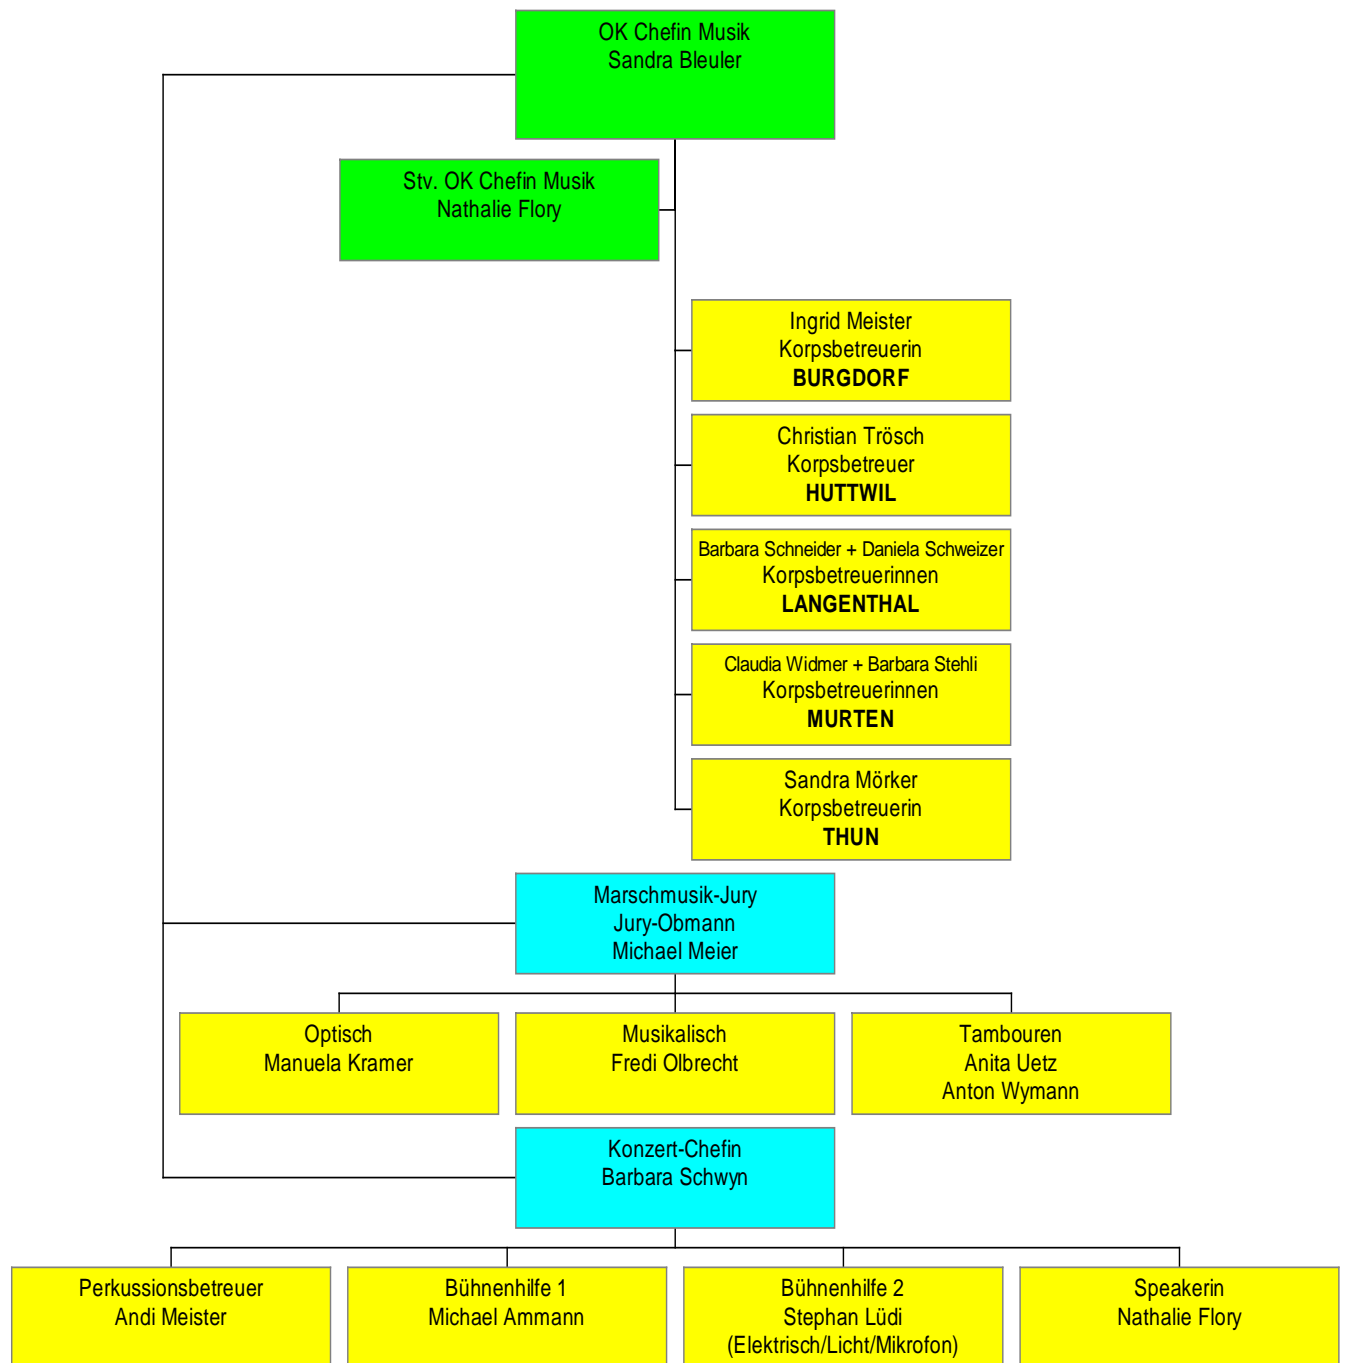 OK Chefin Musik
Sandra Bleuler
Stv. OK Chefin Musik
Nathalie Flory
Ingrid Meister
Korpsbetreuerin
BURGDORF
Christian Trösch
Korpsbetreuer
HUTTWIL
Barbara Schneider + Daniela Schweizer
Korpsbetreuerinnen
LANGENTHAL
Claudia Widmer + Barbara Stehli
Korpsbetreuerinnen
MURTEN
Sandra Mörker
Korpsbetreuerin
THUN
Marschmusik-Jury
Jury-Obmann
Michael Meier
Optisch
Manuela Kramer
Musikalisch
Fredi Olbrecht
Tambouren
Anita Uetz
Anton Wymann
Konzert-Chefin
Barbara Schwyn
Perkussionsbetreuer
Andi Meister
Bühnenhilfe 1
Michael Ammann
Bühnenhilfe 2
Stephan Lüdi
(Elektrisch/Licht/Mikrofon)
Speakerin
Nathalie Flory